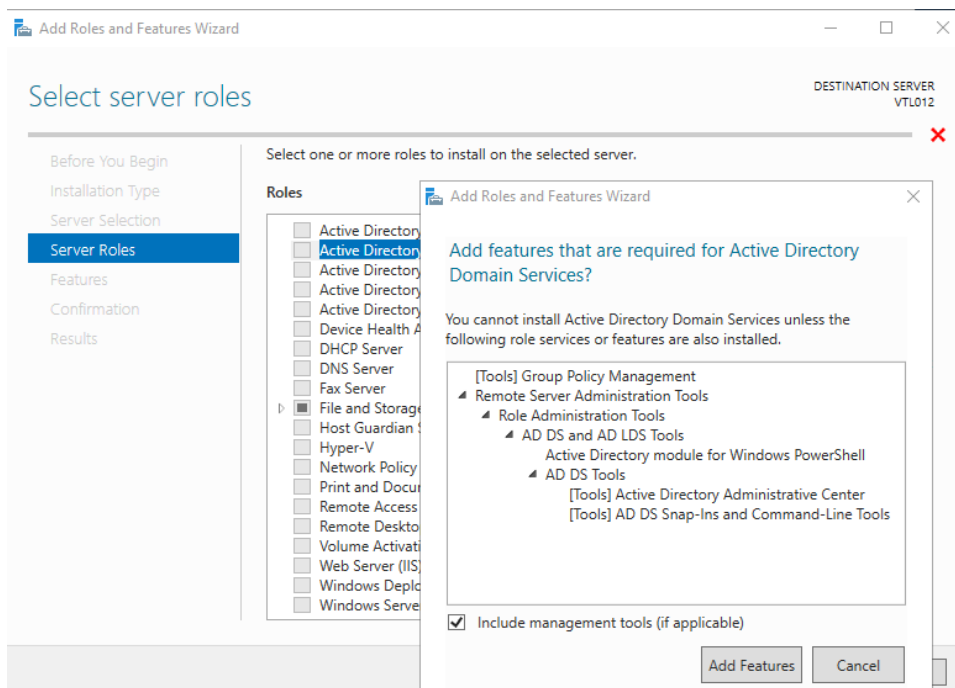 Add Roles and Features Wizard
Select server roles
DESTINATION SERVER
VTL012
Before You Begin
Installation Type
Server Selection
Server Roles
Features
Confirmation
Results
Select one or more roles to install on the selected server.
Roles
Active Directory
Active Directory
Active Directory
Active Directory
Active Directory
Device Health A
DHCP Server
DNS Server
Fax Server
File and Storage
Host Guardian
Hyper-V
Network Policy
Print and Docu
Remote Access
Remote Deskto
Volume Activati
Web Server (IIS)
Windows Deplo
Windows Serve
Add Roles and Features Wizard
Add features that are required for Active Directory
Domain Services?
You cannot install Active Directory Domain Services unless the
following role services or features are also installed.
[Tools] Group Policy Management
Remote Server Administration Tools
Role Administration Tools
AD DS and AD LDS Tools
Active Directory module for Windows PowerShell
AD DS Tools
[Tools] Active Directory Administrative Center
[Tools] AD DS Snap-Ins and Command-Line Tools
Include management tools (if applicable)
Add Features
Cancel